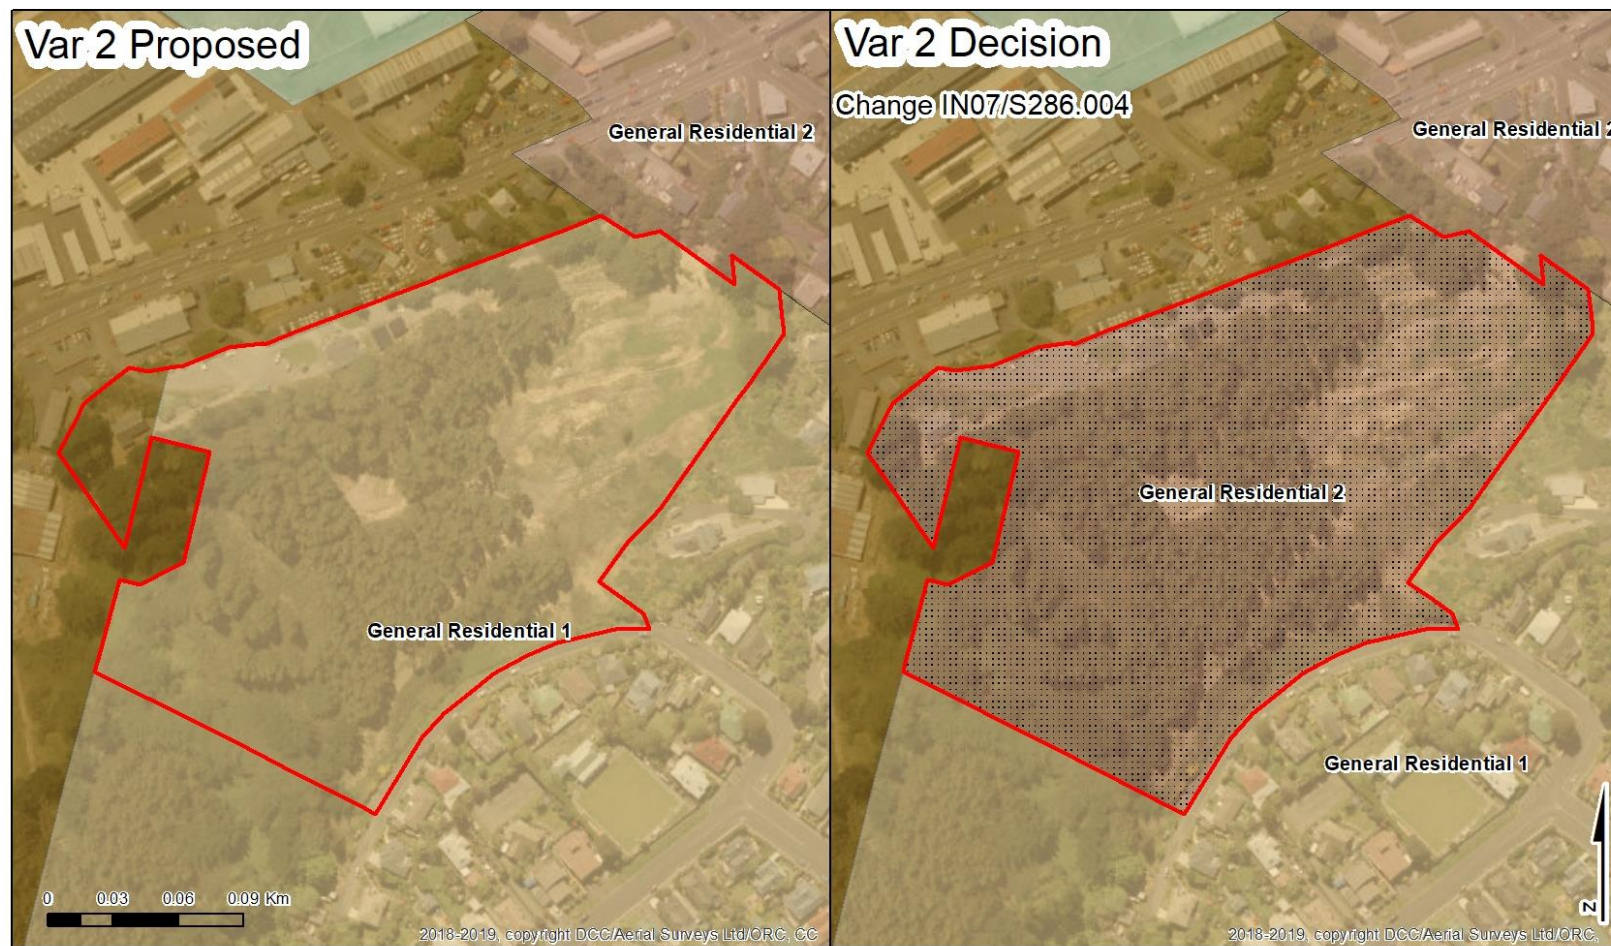 Var 2 Proposed
General Residential 2
General Residential 1
0 0.03 0.06 0.09 Km
2018-2019, copyright DCC/Aerial Surveys Ltd/ORC, CC
Var 2 Decision
Change IN07/S286.004
General Residential 2
General Residential 2
General Residential 1
N
2018-2019, copyright DCC/Aerial Surveys Ltd/ORC,